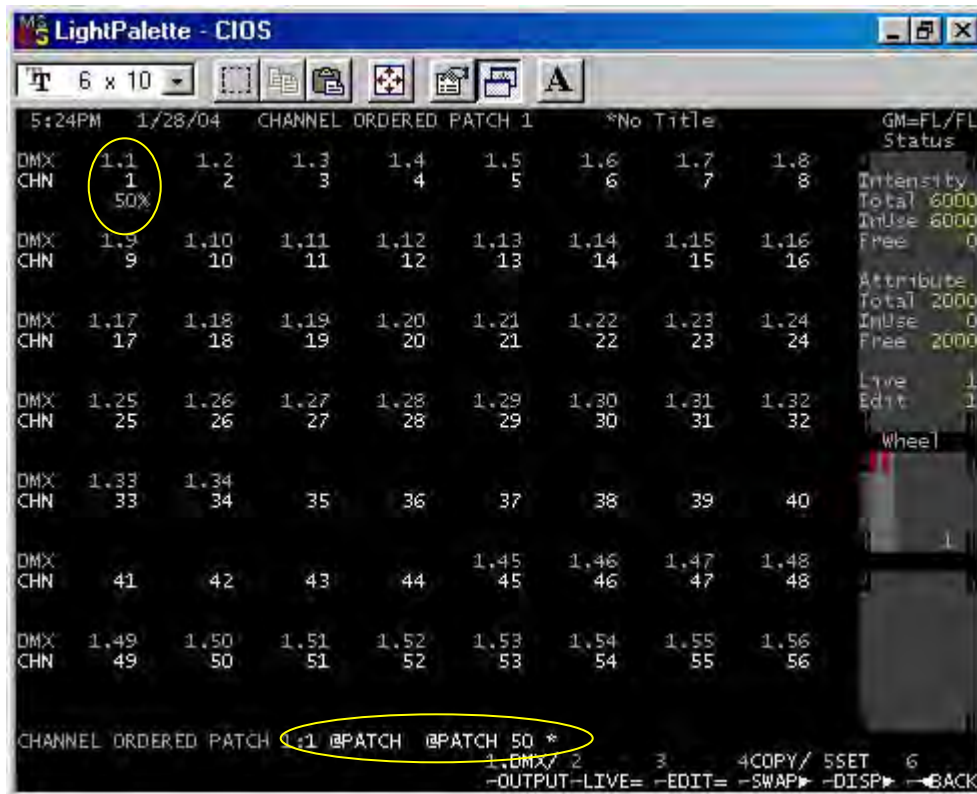 LightPalette - CIOS
6 x 10
5:24PM 1/28/04 CHANNEL ORDERED PATCH 1 *No Title GM=FL/FL
Status
DMX 1.1 1.2 1.3 1.4 1.5 1.6 1.7 1.8
CHN 1 2 3 4 5 6 7 8
50%
Intensity
Total 6000
InUse 6000
Free 0
DMX 1.9 1.10 1.11 1.12 1.13 1.14 1.15 1.16
CHN 9 10 11 12 13 14 15 16
Attribute
Total 2000
InUse 0
Free 2000
DMX 1.17 1.18 1.19 1.20 1.21 1.22 1.23 1.24
CHN 17 18 19 20 21 22 23 24
Live 1
Edit 1
DMX 1.25 1.26 1.27 1.28 1.29 1.30 1.31 1.32
CHN 25 26 27 28 29 30 31 32
Wheel
1
DMX 1.33 1.34
CHN 33 34 35 36 37 38 39 40
DMX 1.45 1.46 1.47 1.48
CHN 41 42 43 44 45 46 47 48
DMX 1.49 1.50 1.51 1.52 1.53 1.54 1.55 1.56
CHN 49 50 51 52 53 54 55 56
CHANNEL ORDERED PATCH 1:1 @PATCH @PATCH 50 *
1.DMX/ 2 3 4COPY/ 5SET 6
OUTPUT LIVE= EDIT= SWAP▶ DISP▶ ◀BACK